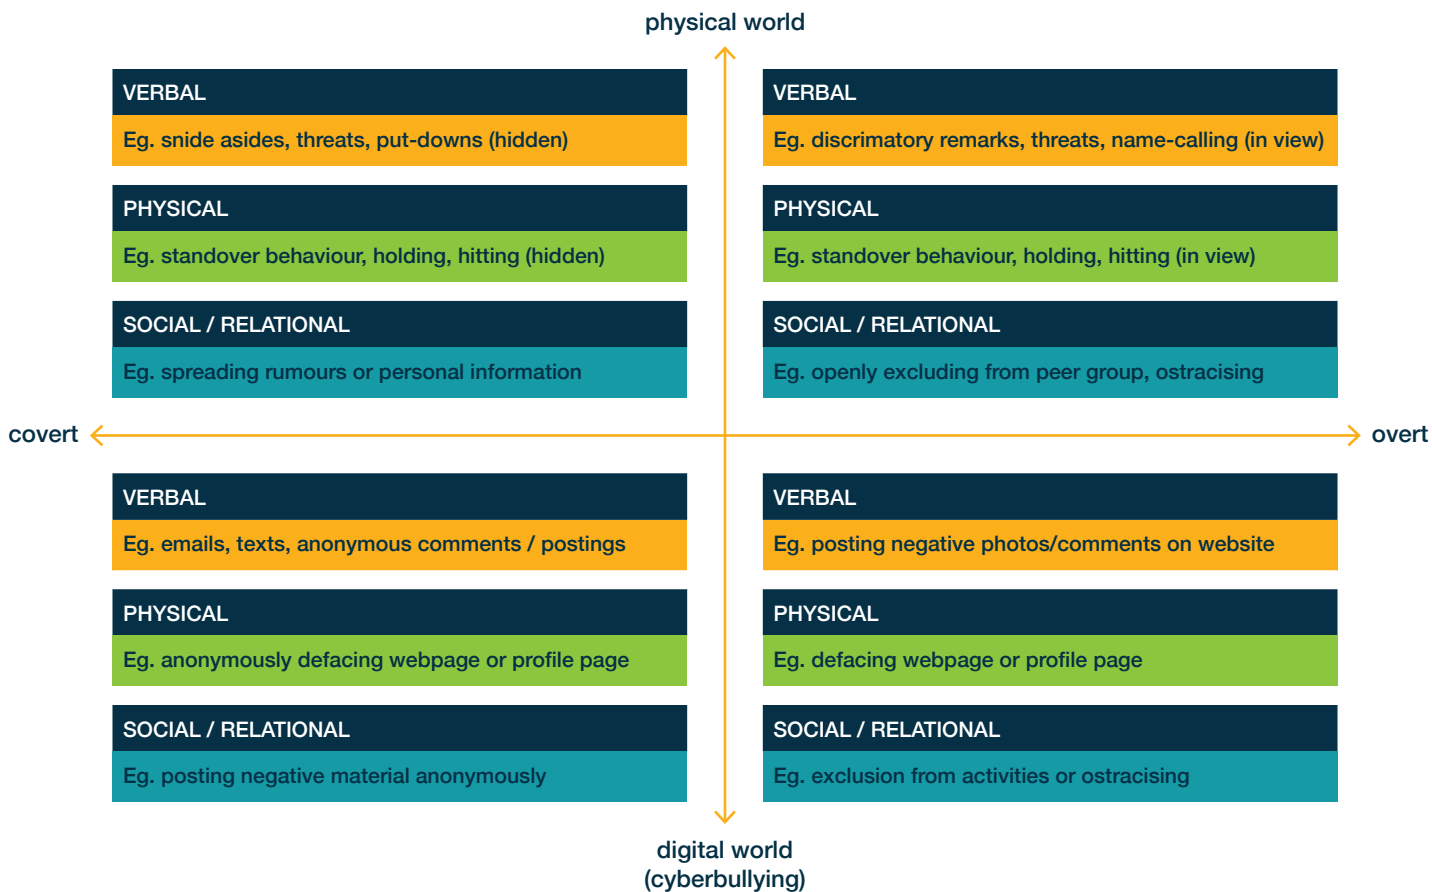 physical world
VERBAL
Eg. snide asides, threats, put-downs (hidden)
PHYSICAL
Eg. standover behaviour, holding, hitting (hidden)
SOCIAL / RELATIONAL
Eg. spreading rumours or personal information
VERBAL
Eg. discrimatory remarks, threats, name-calling (in view)
PHYSICAL
Eg. standover behaviour, holding, hitting (in view)
SOCIAL / RELATIONAL
Eg. openly excluding from peer group, ostracising
covert
overt
VERBAL
Eg. emails, texts, anonymous comments / postings
PHYSICAL
Eg. anonymously defacing webpage or profile page
SOCIAL / RELATIONAL
Eg. posting negative material anonymously
VERBAL
Eg. posting negative photos/comments on website
PHYSICAL
Eg. defacing webpage or profile page
SOCIAL / RELATIONAL
Eg. exclusion from activities or ostracising
digital world
(cyberbullying)